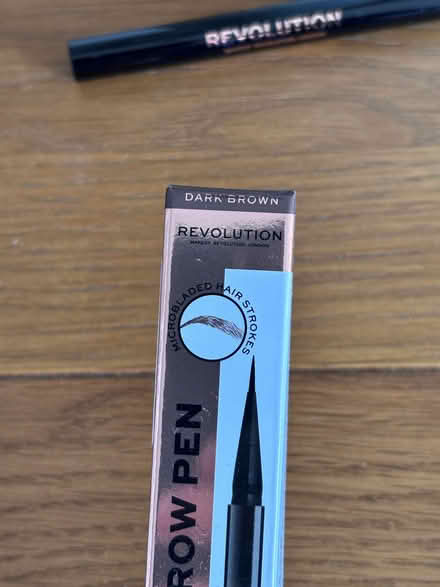 REVOLUTION
DARK BROWN
REVOLUTION
MAKEUP REVOLUTION LONDON
MICROBLADED HAIR STROKES
ROW PEN